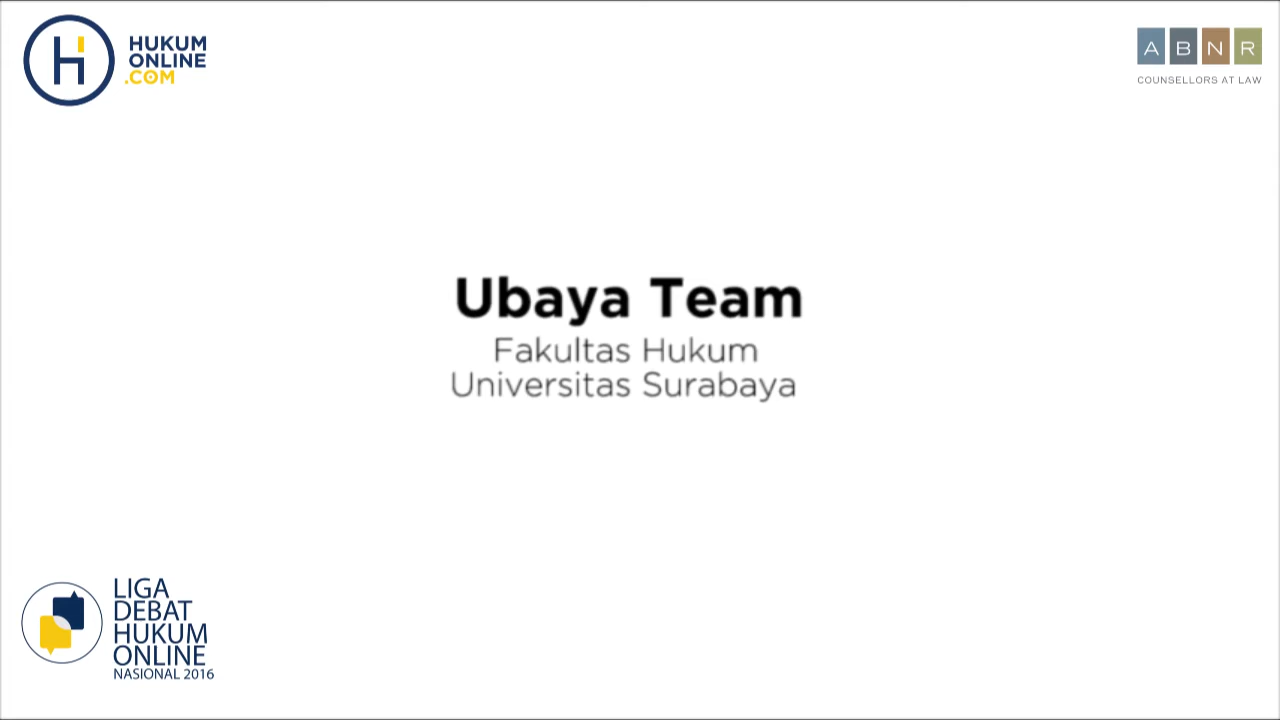 HUKUM
ONLINE
.COM
A B N R
COUNSELLORS AT LAW
Ubaya Team
Fakultas Hukum
Universitas Surabaya
LIGA
DEBAT
HUKUM
ONLINE
NASIONAL 2016